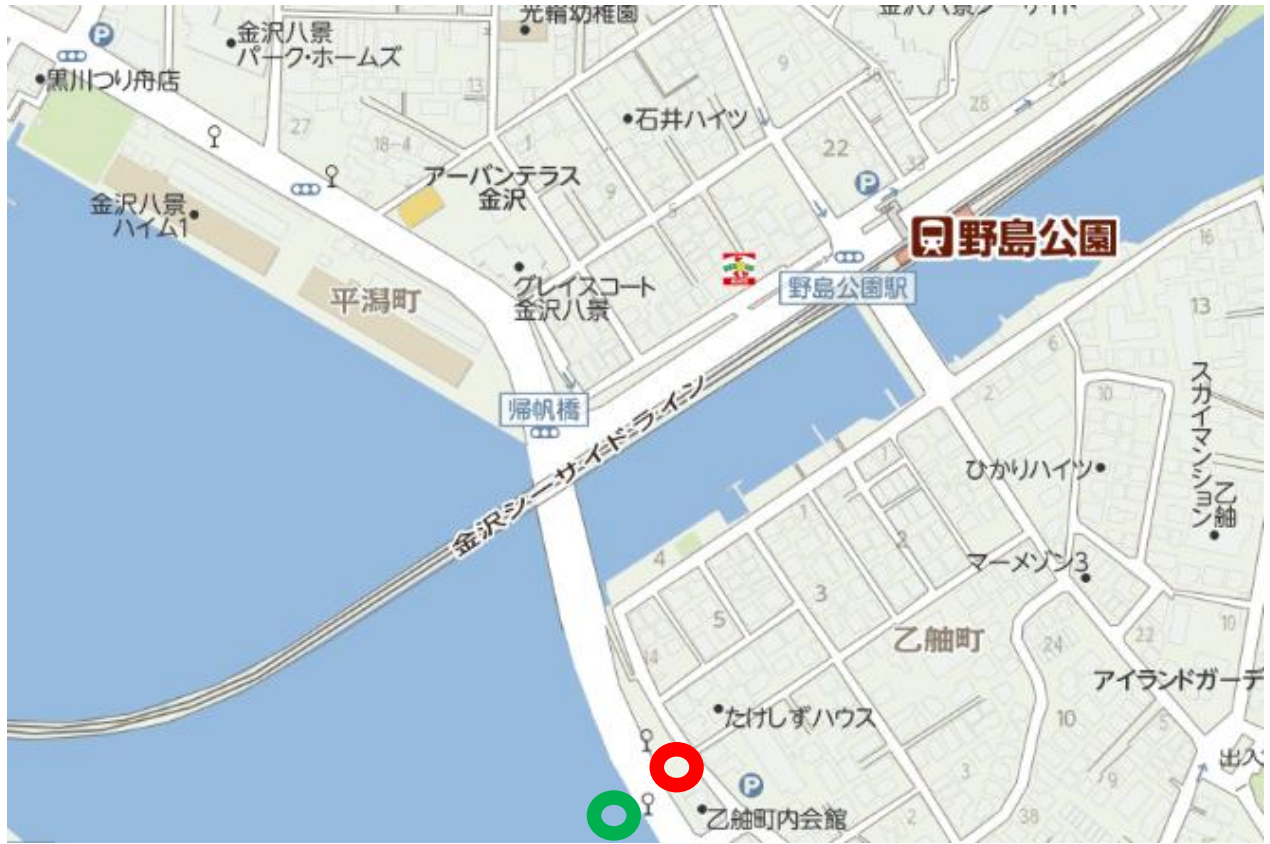 光輪幼稚園
金沢八景
パーク・ホームズ
黒川つり舟店
13
9
36
23
28
27
18-4
1
石井ハイツ
22
33
アーバンテラス
金沢
9
5
金沢八景
ハイム1
野島公園
16
グレイスコート
金沢八景
野島公園駅
平潟町
13
6
帰帆橋
2
10
スカイマンション
乙舳
金沢シーサイドライン
7
ひかりハイツ
1
2
4
マーメゾン3
3
5
乙舳町
24
22
10
14
アイランドガーデ
たけしずハウス
10
5
出入
3
9
乙舳町内会館
2
38
P
P
P